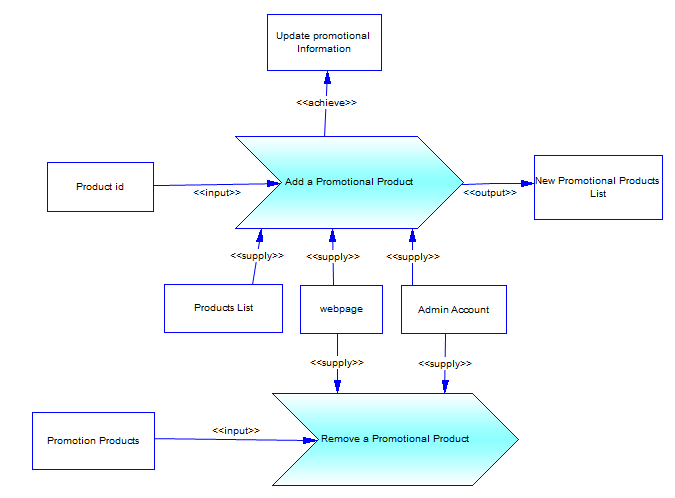 Update promotional
Information
<<achieve>>
Add a Promotional Product
Product id
<<input>>
<<output>>
New Promotional Products
List
<<supply>>
<<supply>>
<<supply>>
Products List
webpage
Admin Account
<<supply>>
<<supply>>
Promotion Products
<<input>>
Remove a Promotional Product